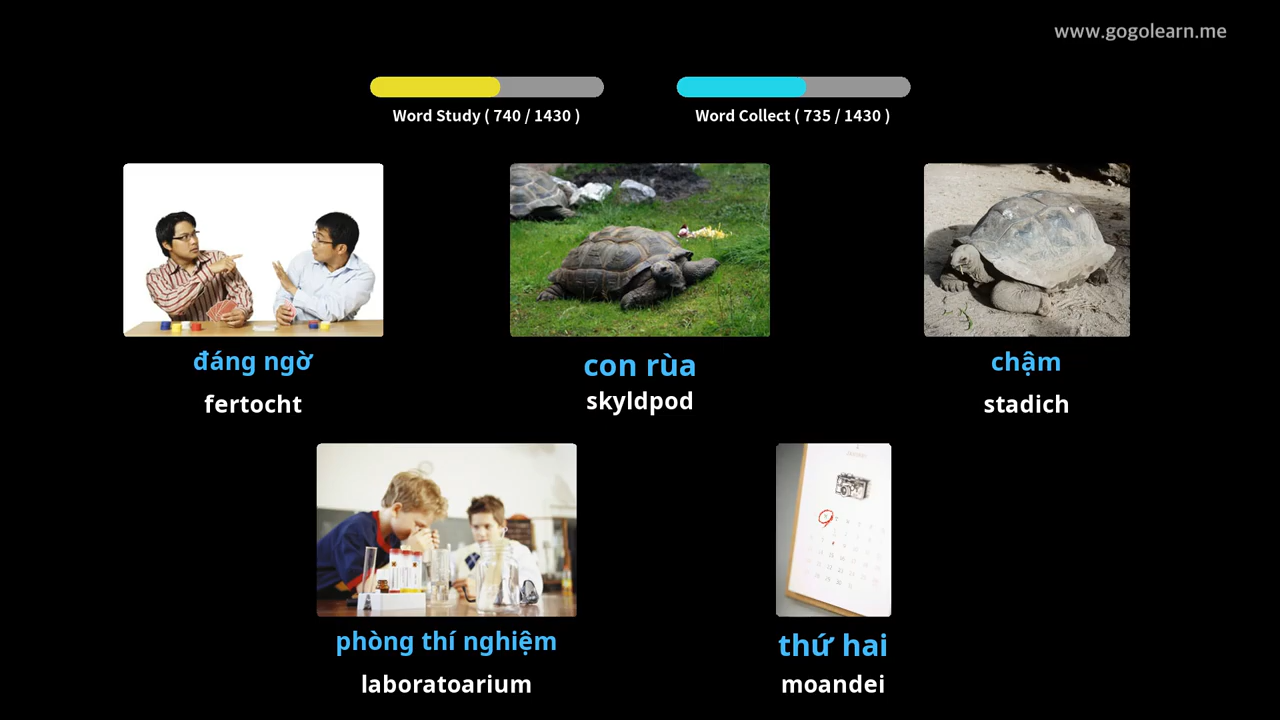 www.gogolearn.me
Word Study ( 740 / 1430 )
Word Collect ( 735 / 1430 )
đáng ngờ
fertocht
con rùa
skyldpod
chậm
stadich
phòng thí nghiệm
laboratoarium
thứ hai
moandei